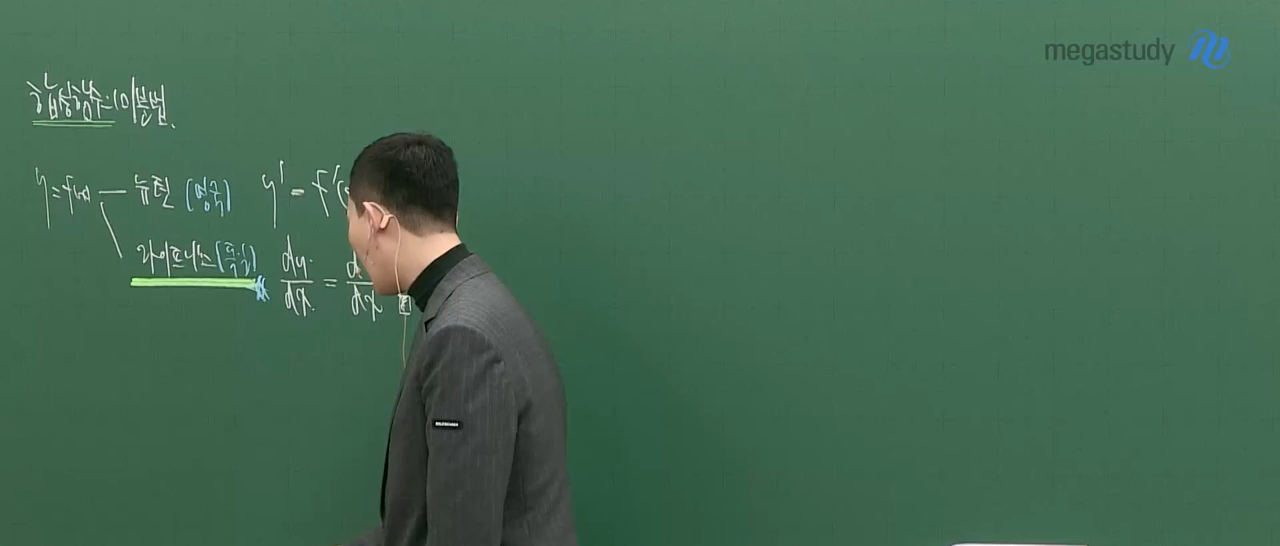 megastudy
합성함수의 미분법.
y=f(x) — 뉴턴 (영국) y' = f'(
라이프니츠 (독일) dy/dx = d/dx